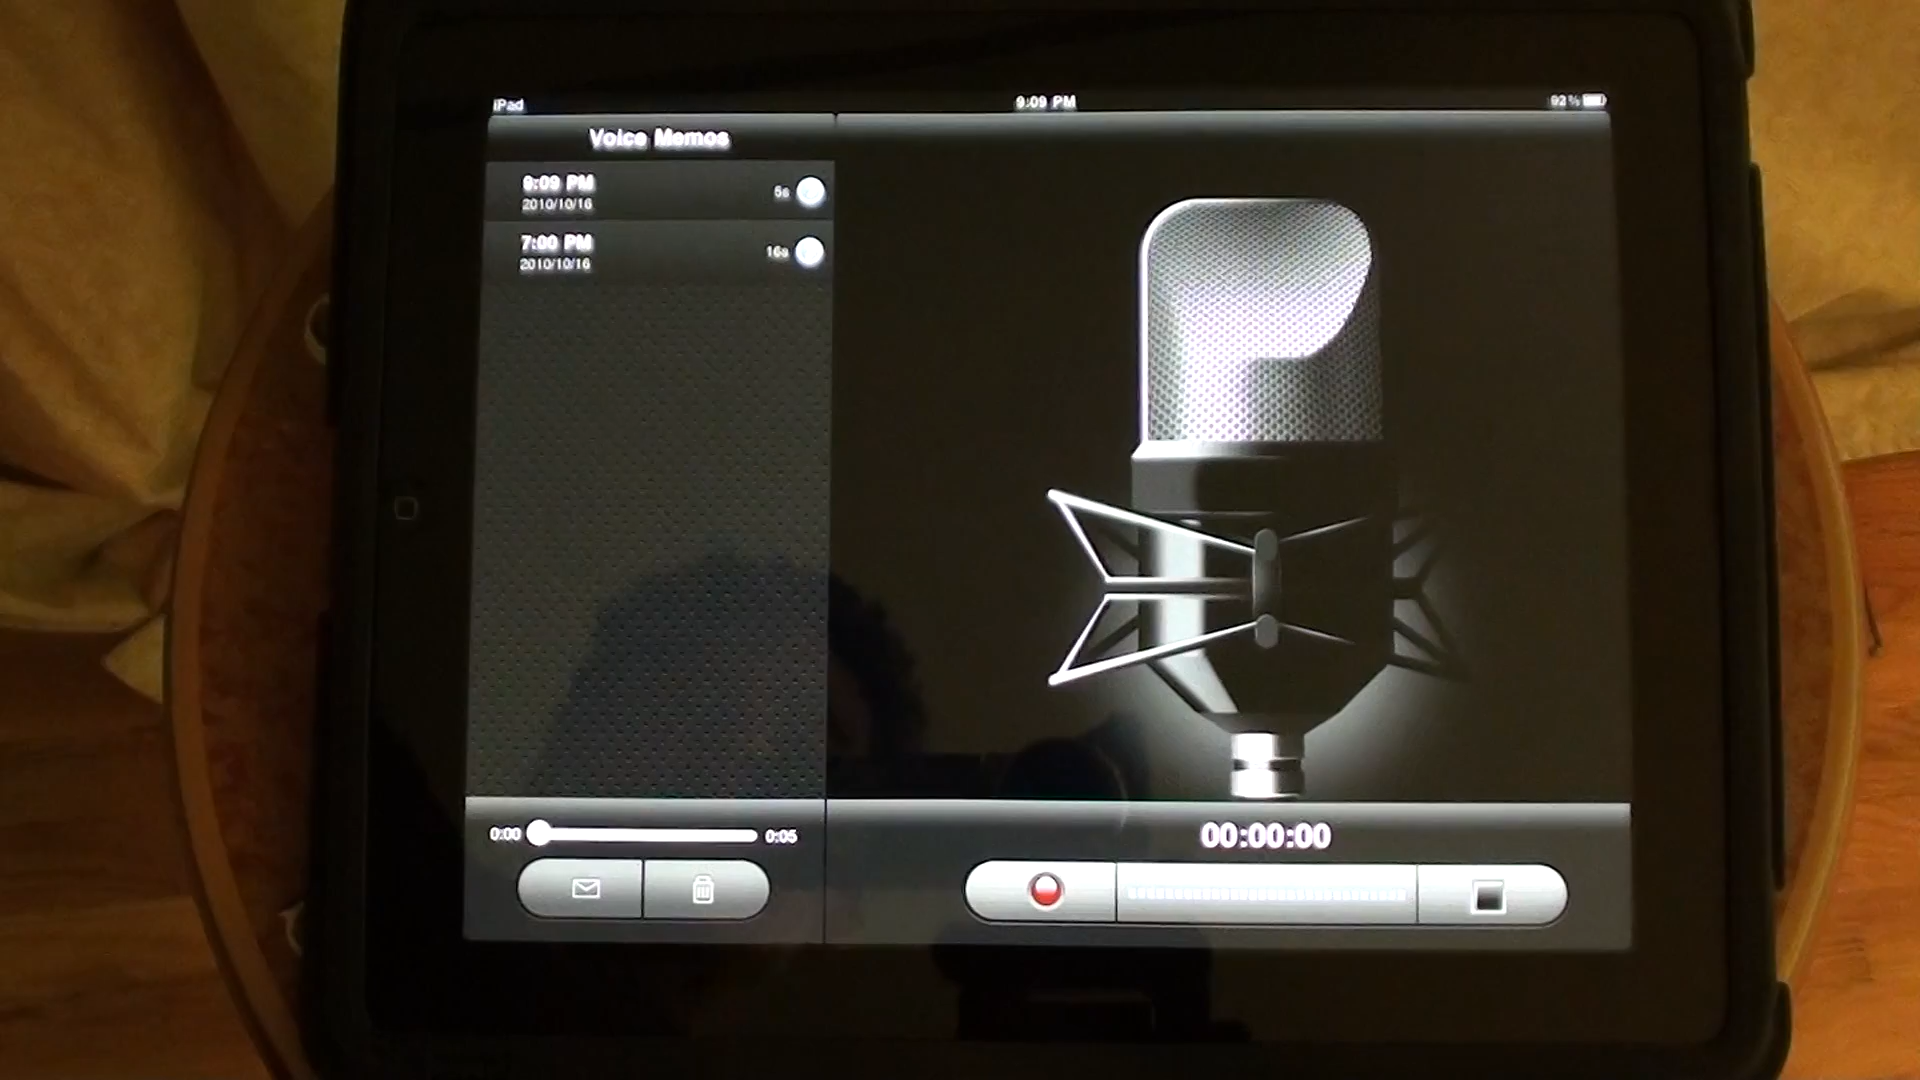 iPad
9:09 PM
92%
Voice Memos
9:09 PM
5s
2010/10/16
7:00 PM
16s
2010/10/16
0:00
0:05
00:00:00